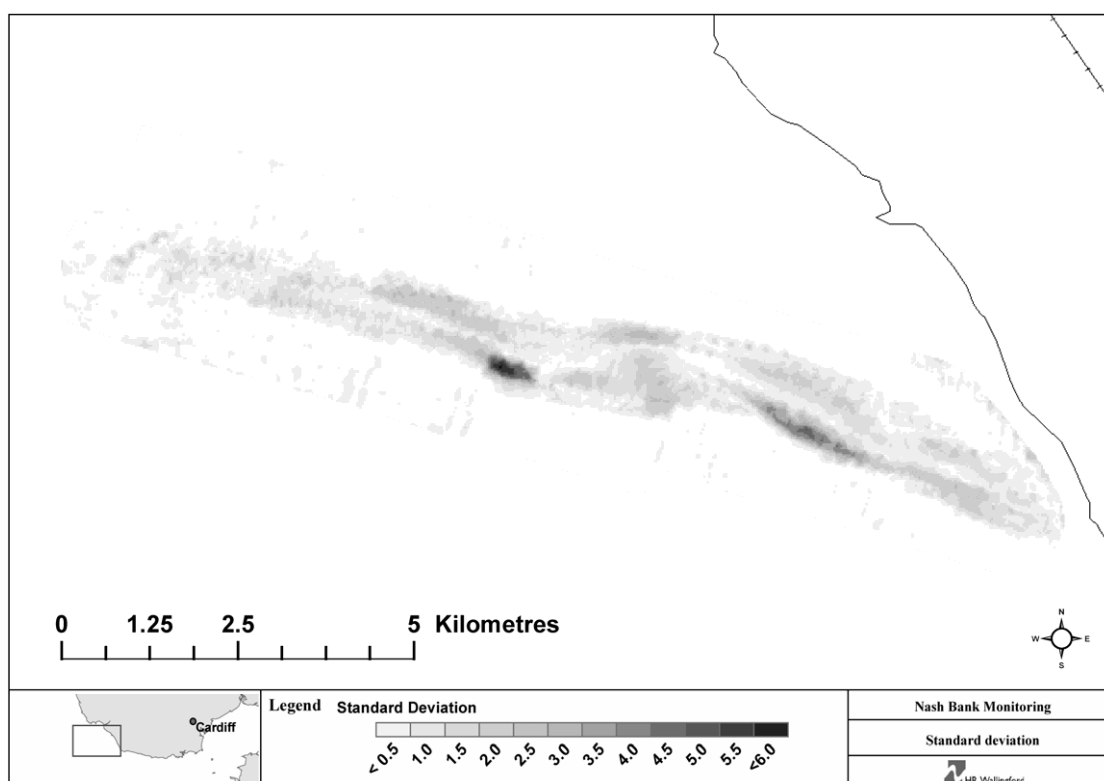 0 1.25 2.5 5 Kilometres
N
W E
S
Cardiff
Legend Standard Deviation
< 0.5 1.0 1.5 2.0 2.5 3.0 3.5 4.0 4.5 5.0 5.5 <6.0
Nash Bank Monitoring
Standard deviation
HR Wallingford